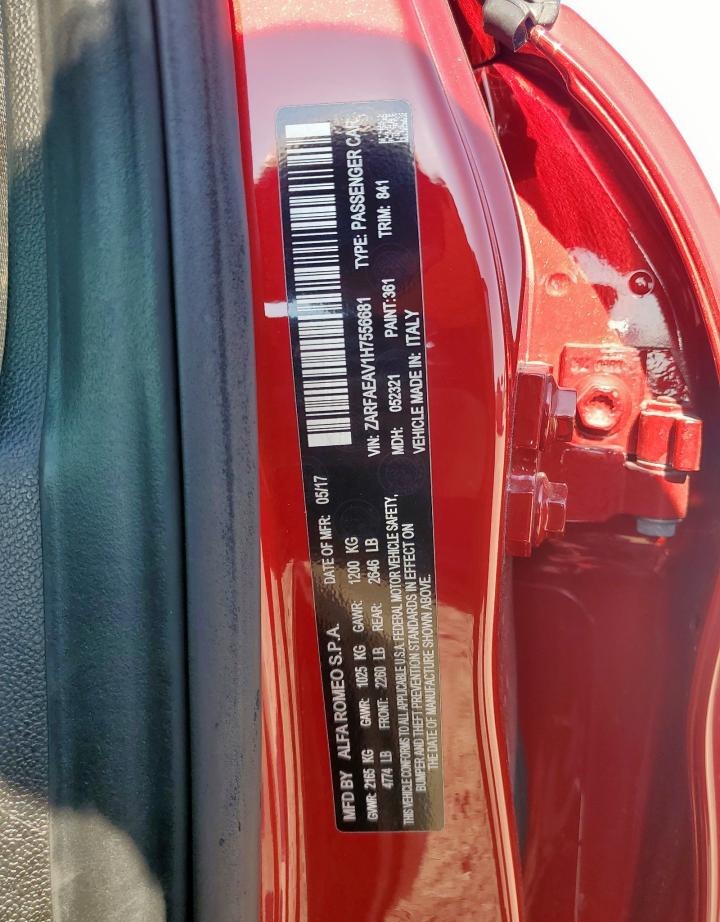 MFD BY ALFA ROMEO S.P.A. DATE OF MFR: 05/17
GVWR: 2165 KG GAWR: 1025 KG GAWR: 1200 KG
4774 LB FRONT: 2260 LB REAR: 2646 LB
THIS VEHICLE CONFORMS TO ALL APPLICABLE U.S.A. FEDERAL MOTOR VEHICLE SAFETY,
BUMPER AND THEFT PREVENTION STANDARDS IN EFFECT ON
THE DATE OF MANUFACTURE SHOWN ABOVE.
VIN: ZARFAEAV1H7556681 TYPE: PASSENGER CAR
MDH: 052321 PAINT:361 TRIM: 841
VEHICLE MADE IN: ITALY